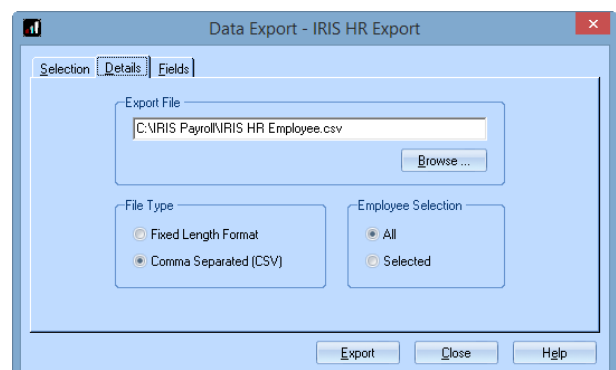 Data Export - IRIS HR Export
Selection Details Fields
Export File
C:\IRIS Payroll\IRIS HR Employee.csv
Browse ...
File Type
Fixed Length Format
Comma Separated (CSV)
Employee Selection
All
Selected
Export Close Help